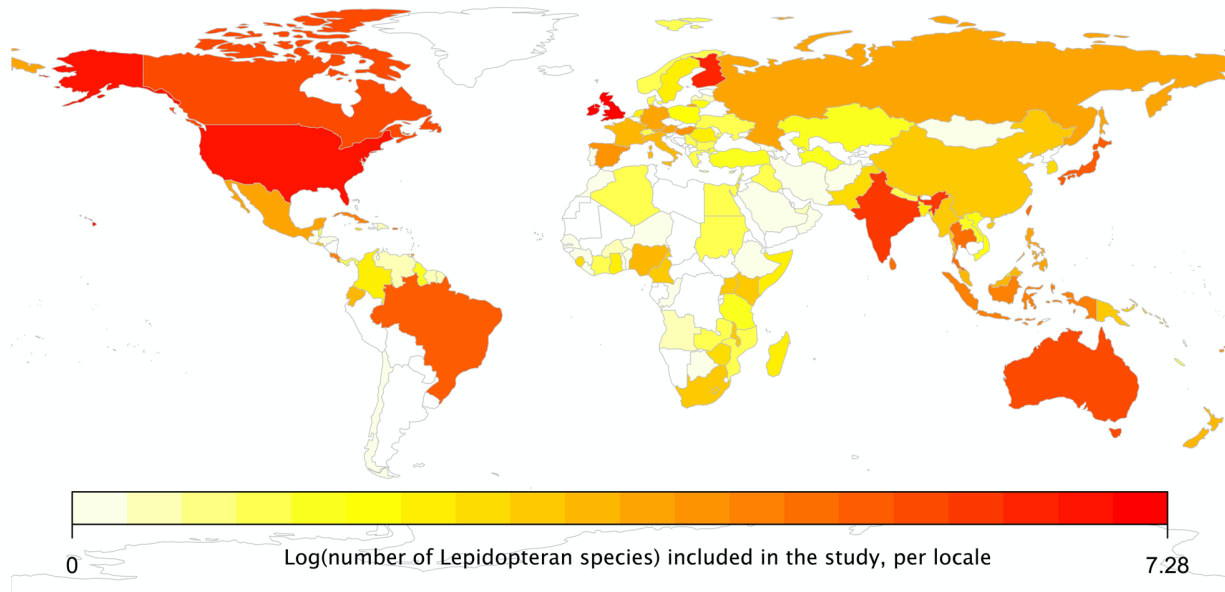 Log(number of Lepidopteran species) included in the study, per locale
0
7.28